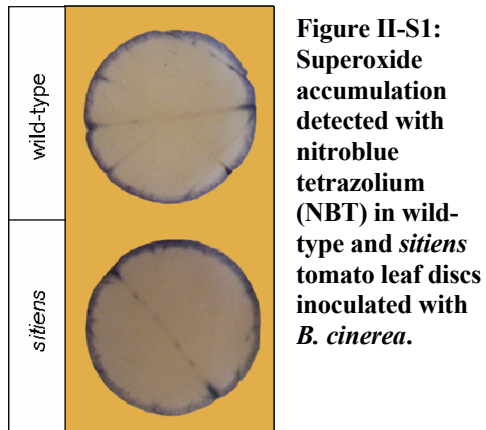 wild-type
sitiens
Figure II-S1:
Superoxide
accumulation
detected with
nitroblue
tetrazolium
(NBT) in wild-
type and sitiens
tomato leaf discs
inoculated with
B. cinerea.